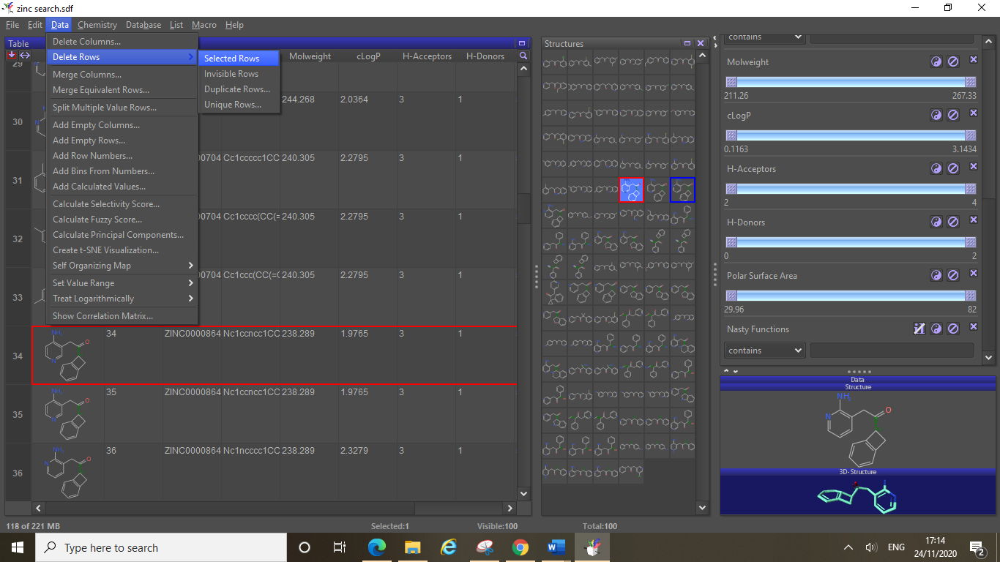 zinc search.sdf
File Edit Data Chemistry Database List Macro Help
Table
Delete Columns...
Delete Rows
Merge Columns...
Merge Equivalent Rows...
Split Multiple Value Rows...
Add Empty Columns...
Add Empty Rows...
Add Row Numbers...
Add Bins From Numbers...
Add Calculated Values...
Calculate Selectivity Score...
Calculate Fuzzy Score...
Calculate Principal Components...
Create t-SNE Visualization...
Self Organizing Map
Set Value Range
Treat Logarithmically
Show Correlation Matrix...
Selected Rows
Invisible Rows
Duplicate Rows...
Unique Rows...
Molweight cLogP H-Acceptors H-Donors
29
30 244.268 2.0364 3 1
31 00704 Cc1ccccc1CC 240.305 2.2795 3 1
32 00704 Cc1cccc(CC(= 240.305 2.2795 3 1
33 00704 Cc1ccc(CC(=O 240.305 2.2795 3 1
34 NH₂ N O 34 ZINC0000864 Nc1ccncc1CC 238.289 1.9765 3 1
35 NH₂ N O 35 ZINC0000864 Nc1ccncc1CC 238.289 1.9765 3 1
36 NH₂ N O 36 ZINC0000864 Nc1ncccc1CC 238.289 2.3279 3 1
Structures
contains
Molweight
211.26 267.33
cLogP
0.1163 3.1434
H-Acceptors
2 4
H-Donors
0 2
Polar Surface Area
29.96 82
Nasty Functions
contains
Data
Structure
NH₂
N O
3D-Structure
118 of 221 MB Selected:1 Visible:100 Total:100
Type here to search
ENG
17:14
24/11/2020
2